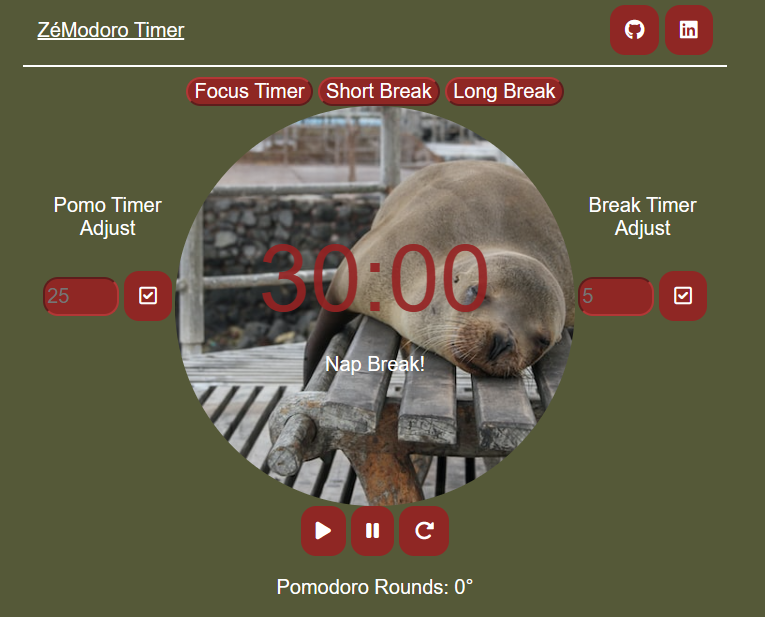 ZéModoro Timer
Focus Timer Short Break Long Break
Pomo Timer
Adjust
25
30:00
Nap Break!
Break Timer
Adjust
5
Pomodoro Rounds: 0°